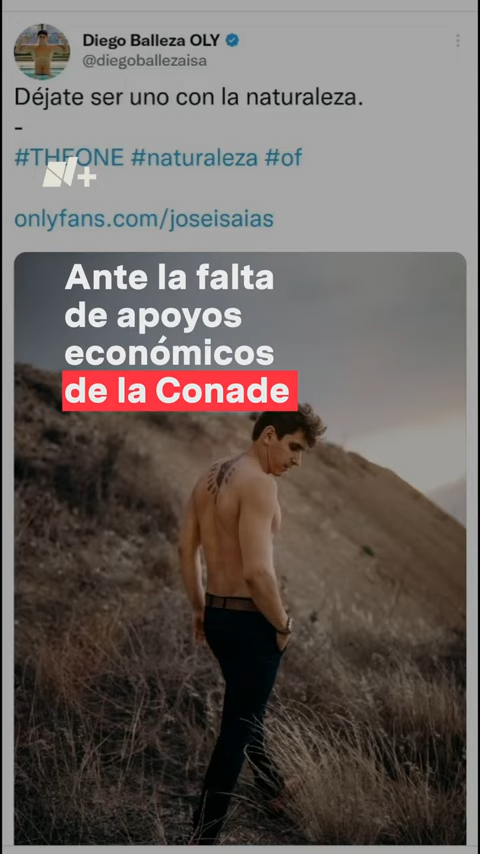 Diego Balleza OLY
@diegoballezaisa
Déjate ser uno con la naturaleza.
-
#THEONE #naturaleza #of
N+
onlyfans.com/joseisaias
Ante la falta
de apoyos
económicos
de la Conade